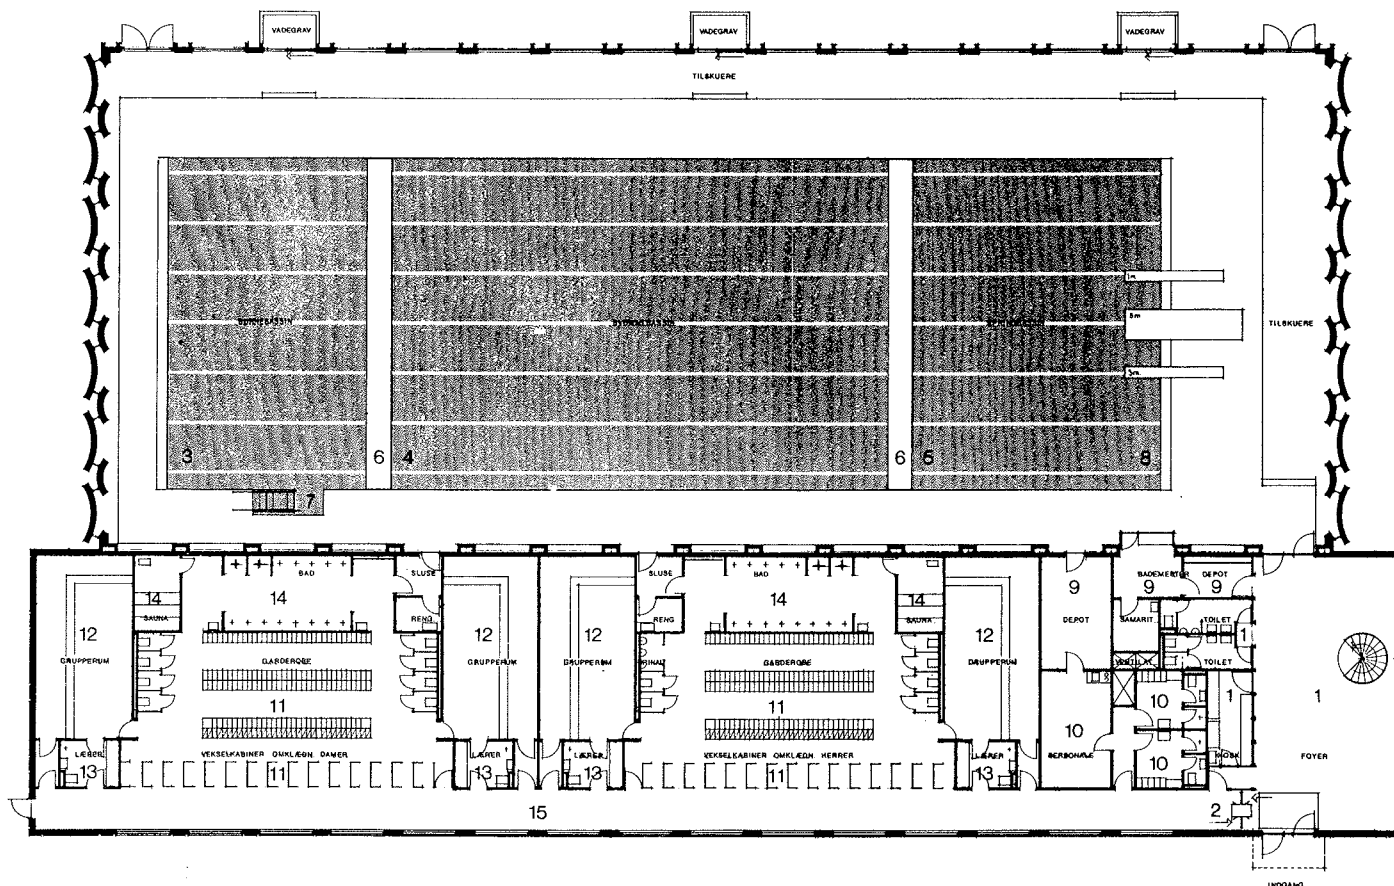 VADEGRAV VADEGRAV VADEGRAV
TILSKUERE
1m
TILSKUERE
3 6 4 6 5 8
7
SLUSE BAD SLUSE BAD BADEMESTER DEPOT
14 14 9 9 9
14 14
SAUNA RENG RENG SAUNA DEPOT SAMARIT TOILET
12 12 12 12 1
GRUPPERUM GARDEROBE GRUPPERUM GRUPPERUM GARDEROBE GRUPPERUM TOILET
11 11 10 1 1
10
LÆRER VEKSELKABINER OMKLÆDN DAMER LÆRER LÆRER VEKSELKABINER OMKLÆDN HERRER LÆRER PERSONALE FOYER
13 11 13 13 11 13 10
15 2
INDGANG